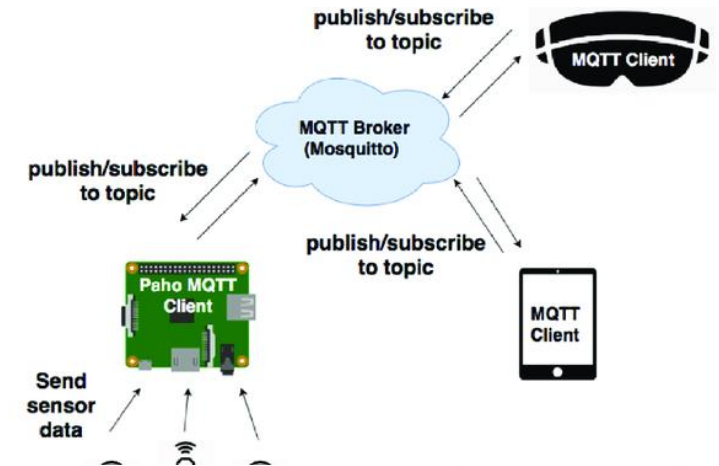 publish/subscribe
to topic
MQTT Client
MQTT Broker
(Mosquitto)
publish/subscribe
to topic
publish/subscribe
to topic
Paho MQTT
Client
MQTT
Client
Send
sensor
data